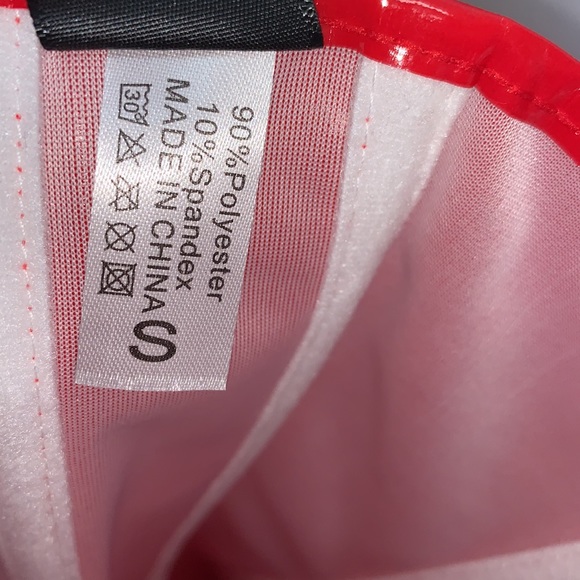 90%Polyester
10%Spandex
MADE IN CHINA
S
30°